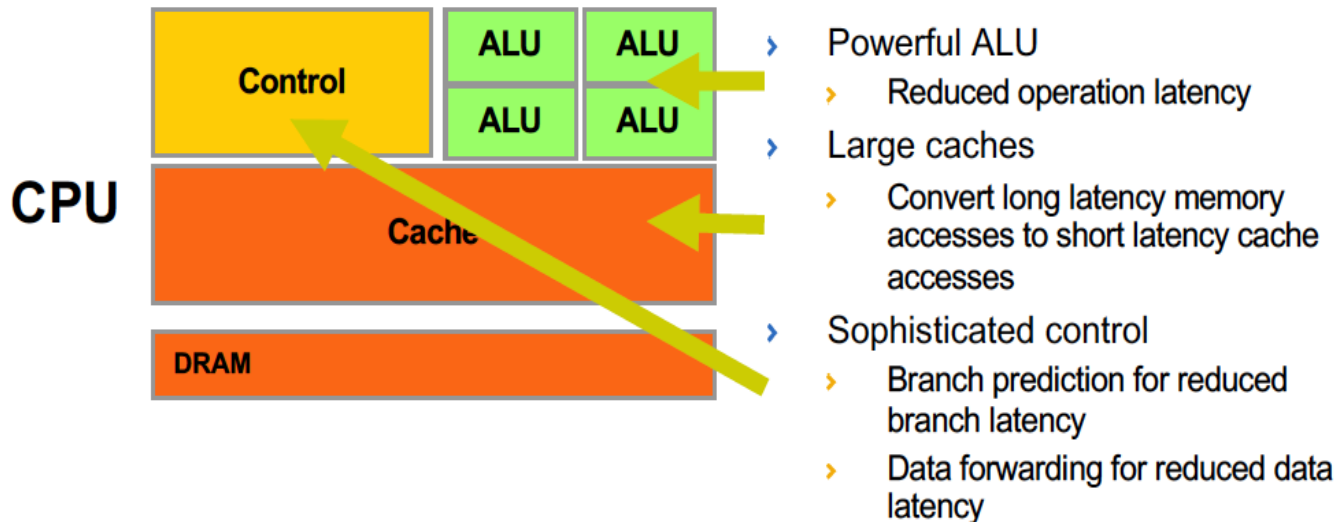 CPU
Control
ALU
ALU
ALU
ALU
Cache
DRAM
› Powerful ALU
› Reduced operation latency
› Large caches
› Convert long latency memory
accesses to short latency cache
accesses
› Sophisticated control
› Branch prediction for reduced
branch latency
› Data forwarding for reduced data
latency